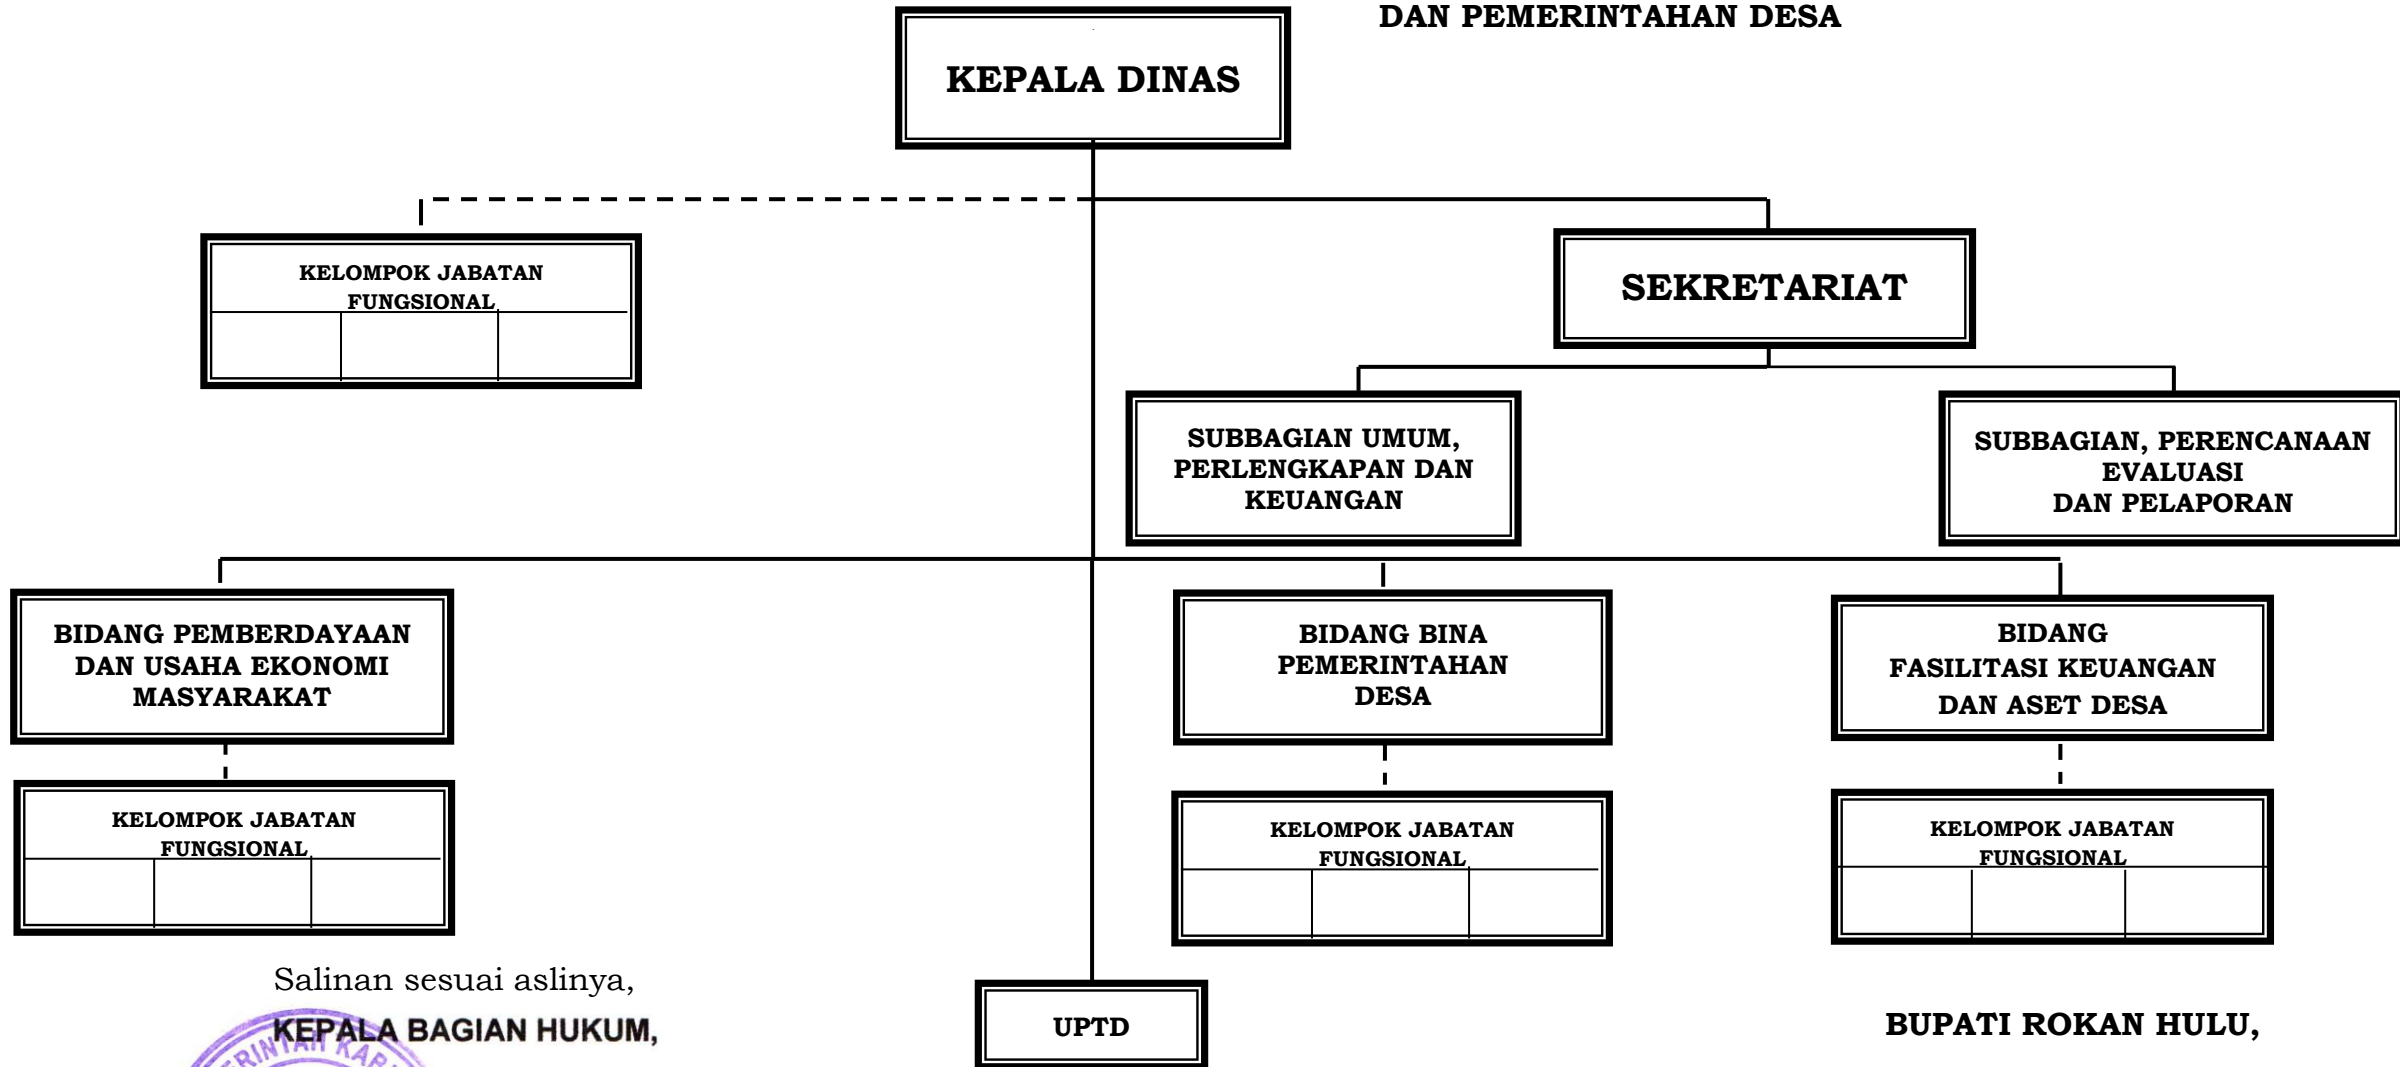 DAN PEMERINTAHAN DESA
KEPALA DINAS
KELOMPOK JABATAN
FUNGSIONAL
SEKRETARIAT
SUBBAGIAN UMUM,
PERLENGKAPAN DAN
KEUANGAN
SUBBAGIAN, PERENCANAAN
EVALUASI
DAN PELAPORAN
BIDANG PEMBERDAYAAN
DAN USAHA EKONOMI
MASYARAKAT
BIDANG BINA
PEMERINTAHAN
DESA
BIDANG
FASILITASI KEUANGAN
DAN ASET DESA
KELOMPOK JABATAN
FUNGSIONAL
KELOMPOK JABATAN
FUNGSIONAL
KELOMPOK JABATAN
FUNGSIONAL
Salinan sesuai aslinya,
KEPALA BAGIAN HUKUM,
UPTD
BUPATI ROKAN HULU,